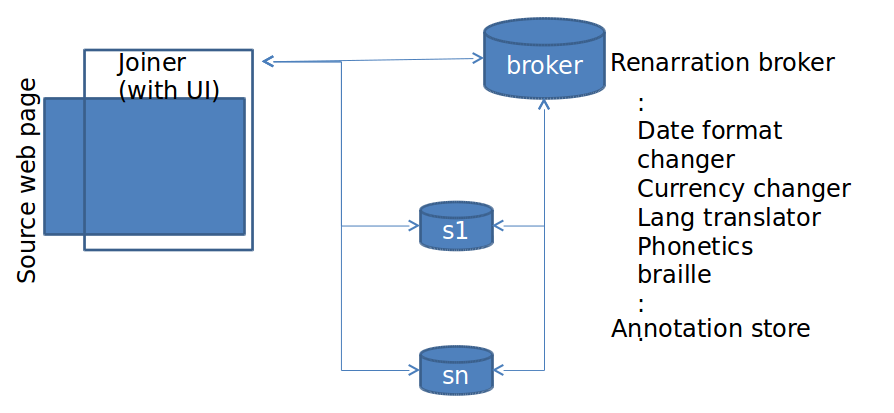 Joiner
(with UI)
Source web page
broker
s1
sn
Renarration broker
:
Date format
changer
Currency changer
Lang translator
Phonetics
braille
:
Annotation store
: